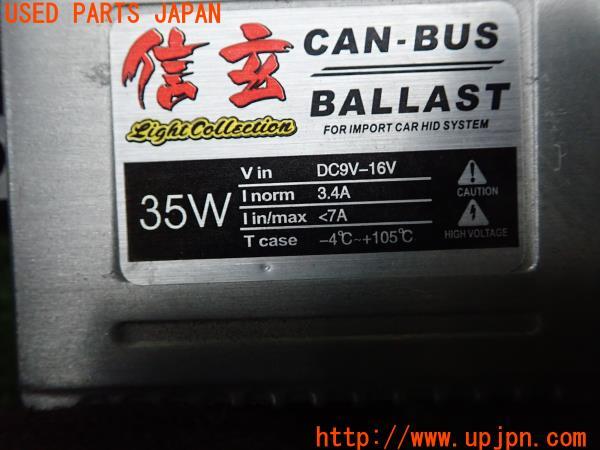 USED PARTS JAPAN
信玄
Light Collection
CAN-BUS
BALLAST
FOR IMPORT CAR HID SYSTEM
35W
V in DC9V-16V
I norm 3.4A
I in/max <7A
T case -4℃~+105℃
CAUTION
HIGH VOLTAGE
http://www.upjpn.com